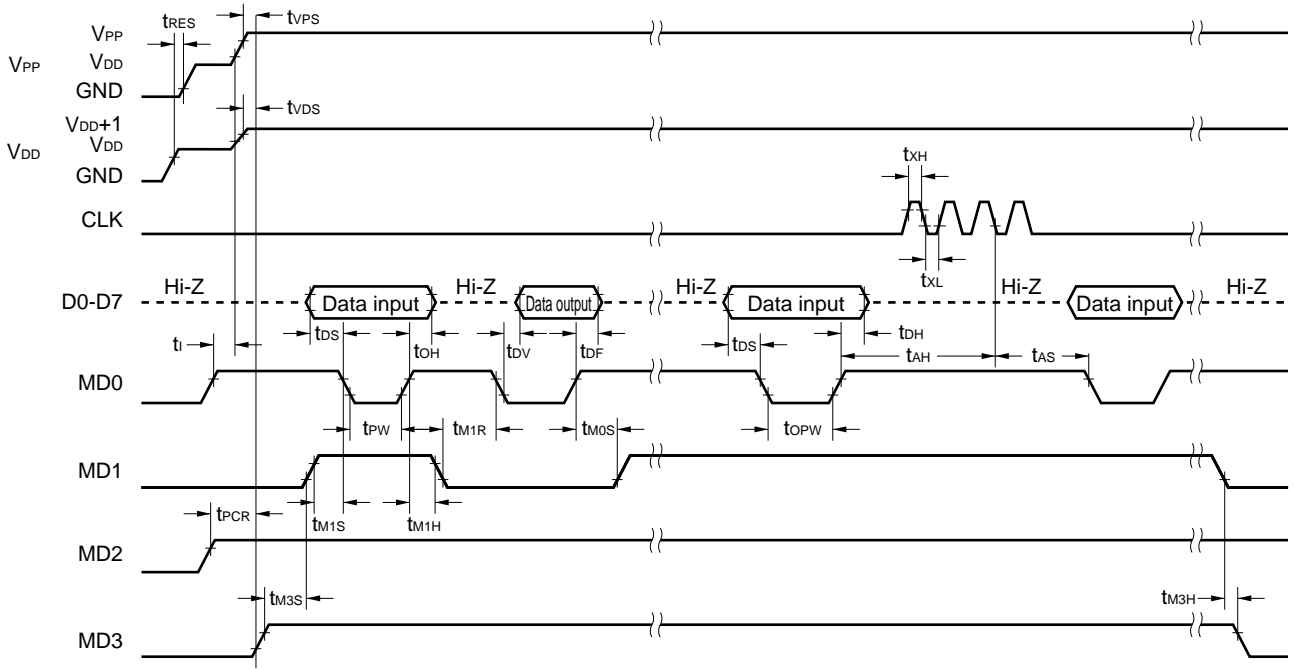 tRES
tVPS
VPP
VPP
VDD
GND
tVDS
VDD+1
VDD
VDD
GND
tXH
CLK
tXL
Hi-Z
Hi-Z
Hi-Z
Hi-Z
Hi-Z
D0-D7
Data input
Data output
Data input
Data input
tDS
tOH
tDV
tDF
tDS
tDH
tI
tAH
tAS
MD0
tPW
tM1R
tM0S
tOPW
MD1
tPCR
tM1S
tM1H
MD2
tM3S
tM3H
MD3